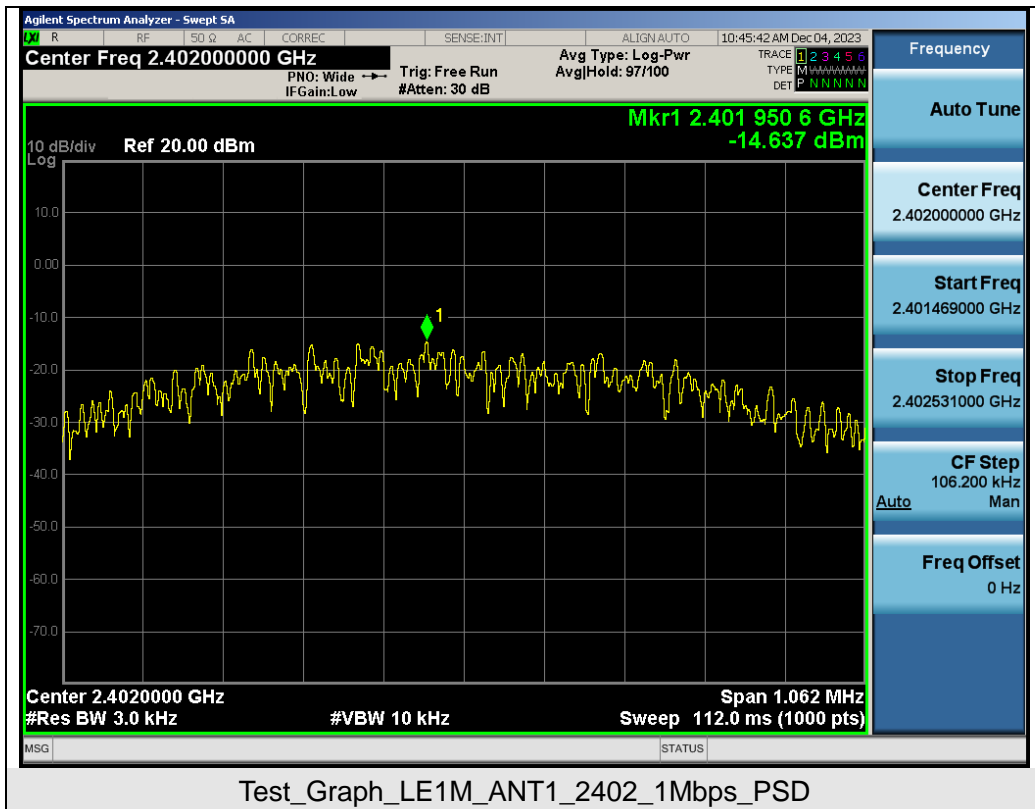 Agilent Spectrum Analyzer - Swept SA
LXI R RF 50 Ω AC CORREC SENSE:INT ALIGN AUTO 10:45:42 AM Dec 04, 2023
Center Freq 2.402000000 GHz
PNO: Wide
IFGain:Low
Trig: Free Run
#Atten: 30 dB
Avg Type: Log-Pwr
Avg|Hold: 97/100
TRACE 1 2 3 4 5 6
TYPE M WWWWW
DET P N N N N N
Mkr1 2.401 950 6 GHz
-14.637 dBm
10 dB/div Ref 20.00 dBm
Log
10.0
0.00
-10.0
-20.0
-30.0
-40.0
-50.0
-60.0
-70.0
1
Center 2.4020000 GHz Span 1.062 MHz
#Res BW 3.0 kHz #VBW 10 kHz Sweep 112.0 ms (1000 pts)
MSG STATUS
Frequency
Auto Tune
Center Freq
2.402000000 GHz
Start Freq
2.401469000 GHz
Stop Freq
2.402531000 GHz
CF Step
106.200 kHz
Auto Man
Freq Offset
0 Hz
Test_Graph_LE1M_ANT1_2402_1Mbps_PSD